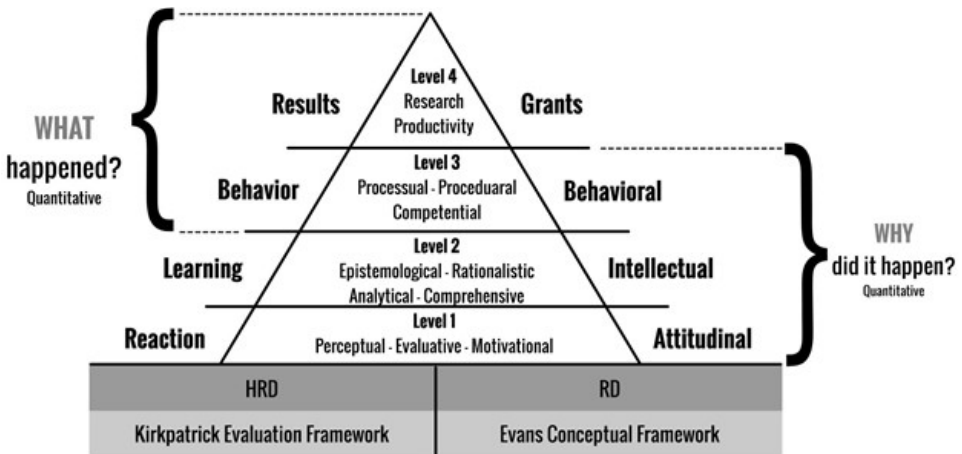 Level 4
Research
Productivity
Results
Grants
WHAT
happened?
Quantitative
Level 3
Processual - Proceduaral
Competential
Behavior
Behavioral
Level 2
Epistemological - Rationalistic
Analytical - Comprehensive
Learning
Intellectual
WHY
did it happen?
Quantitative
Level 1
Perceptual - Evaluative - Motivational
Reaction
Attitudinal
HRD
RD
Kirkpatrick Evaluation Framework
Evans Conceptual Framework